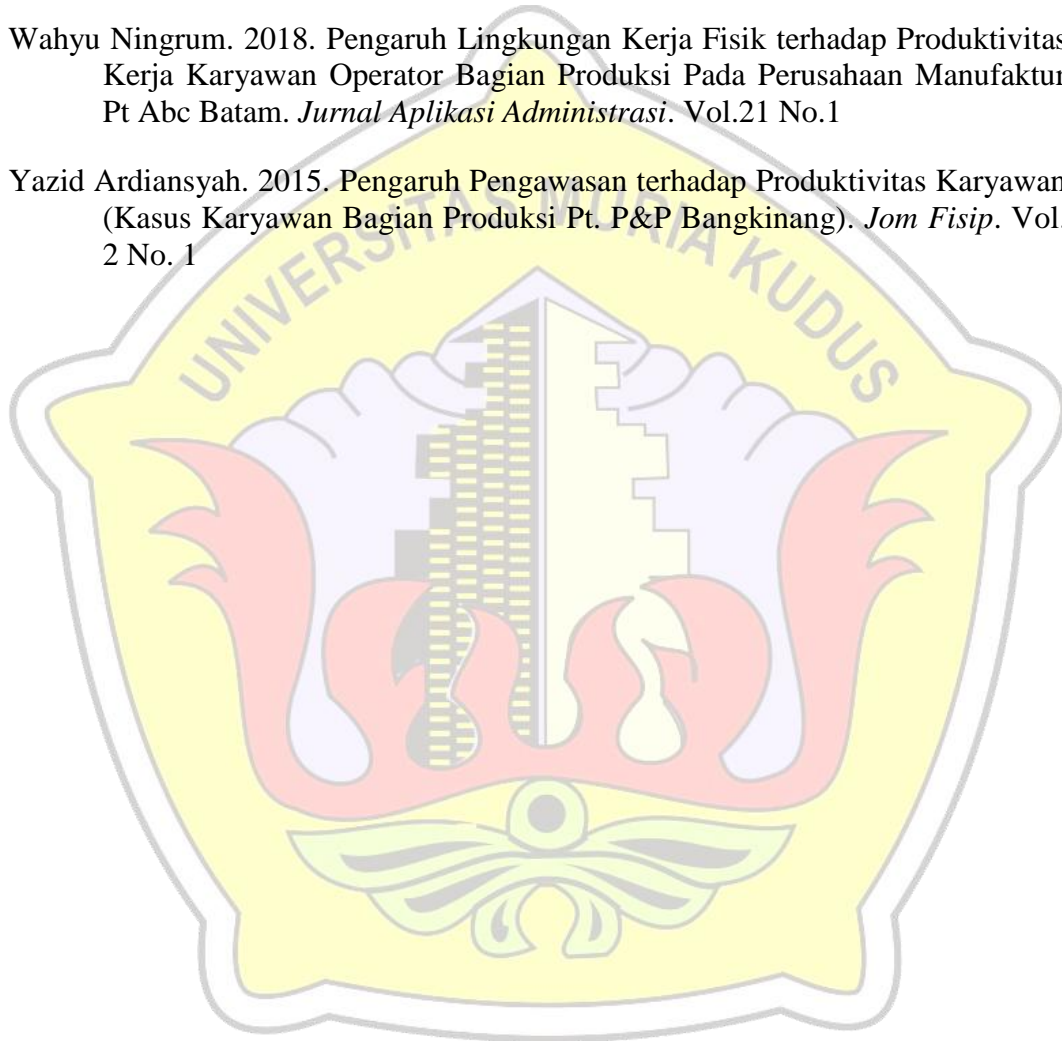 Wahyu Ningrum. 2018. Pengaruh Lingkungan Kerja Fisik terhadap Produktivitas
Kerja Karyawan Operator Bagian Produksi Pada Perusahaan Manufaktur
Pt Abc Batam. Jurnal Aplikasi Administrasi. Vol.21 No.1
Yazid Ardiansyah. 2015. Pengaruh Pengawasan terhadap Produktivitas Karyawan
(Kasus Karyawan Bagian Produksi Pt. P&P Bangkinang). Jom Fisip. Vol.
2 No. 1
UNIVERSITAS MURIA KUDUS